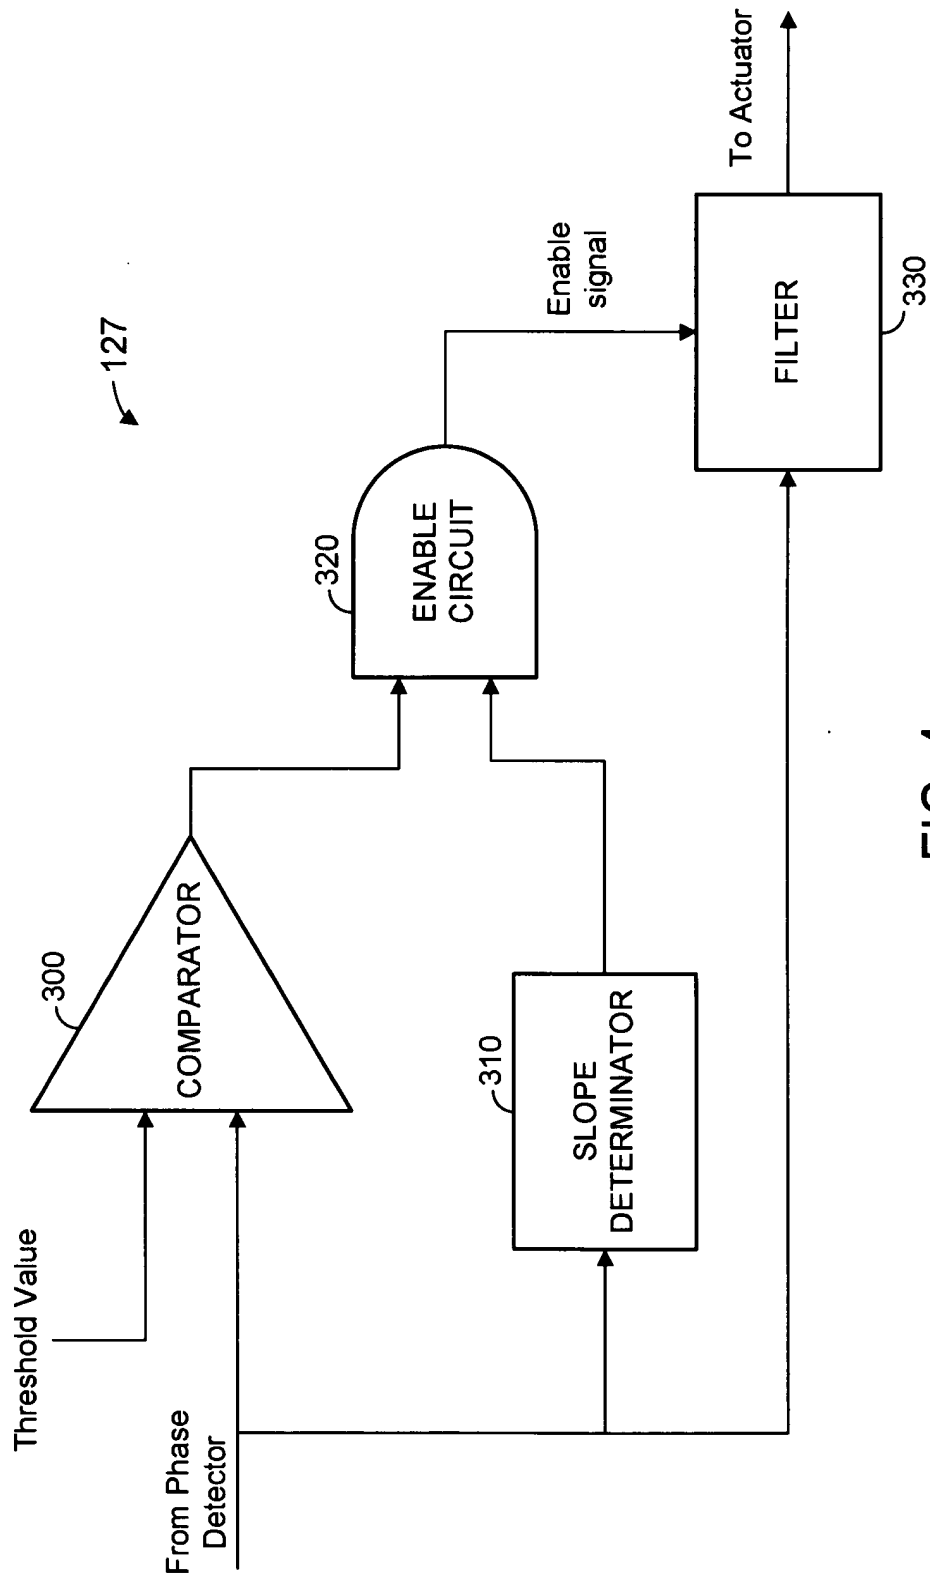 127
Threshold Value
From Phase
Detector
300
COMPARATOR
310
SLOPE
DETERMINATOR
320
ENABLE
CIRCUIT
Enable
signal
FILTER
330
To Actuator